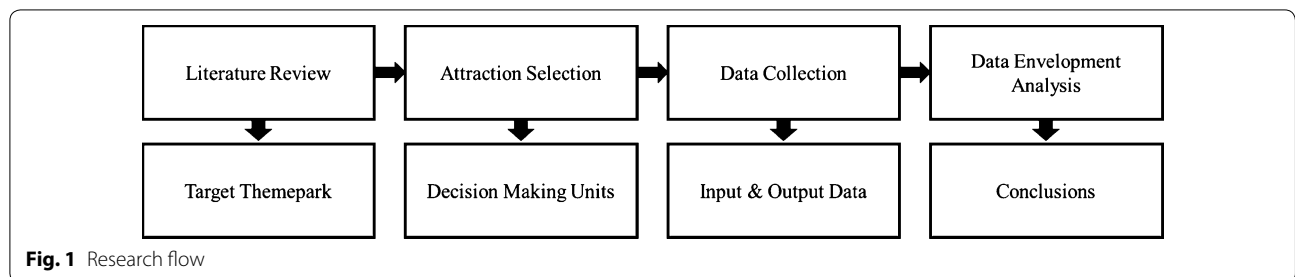 Literature Review
Attraction Selection
Data Collection
Data Envelopment
Analysis
Target Themepark
Decision Making Units
Input & Output Data
Conclusions
Fig. 1 Research flow